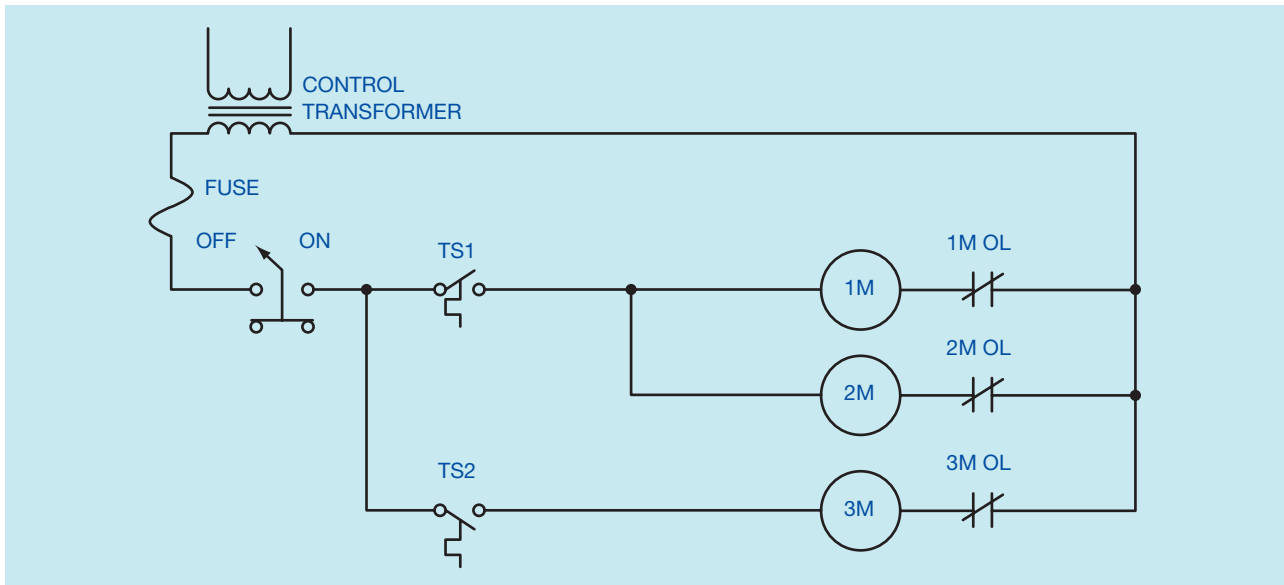 CONTROL
TRANSFORMER
FUSE
OFF ON
TS1
1M OL
1M
2M OL
2M
TS2
3M OL
3M